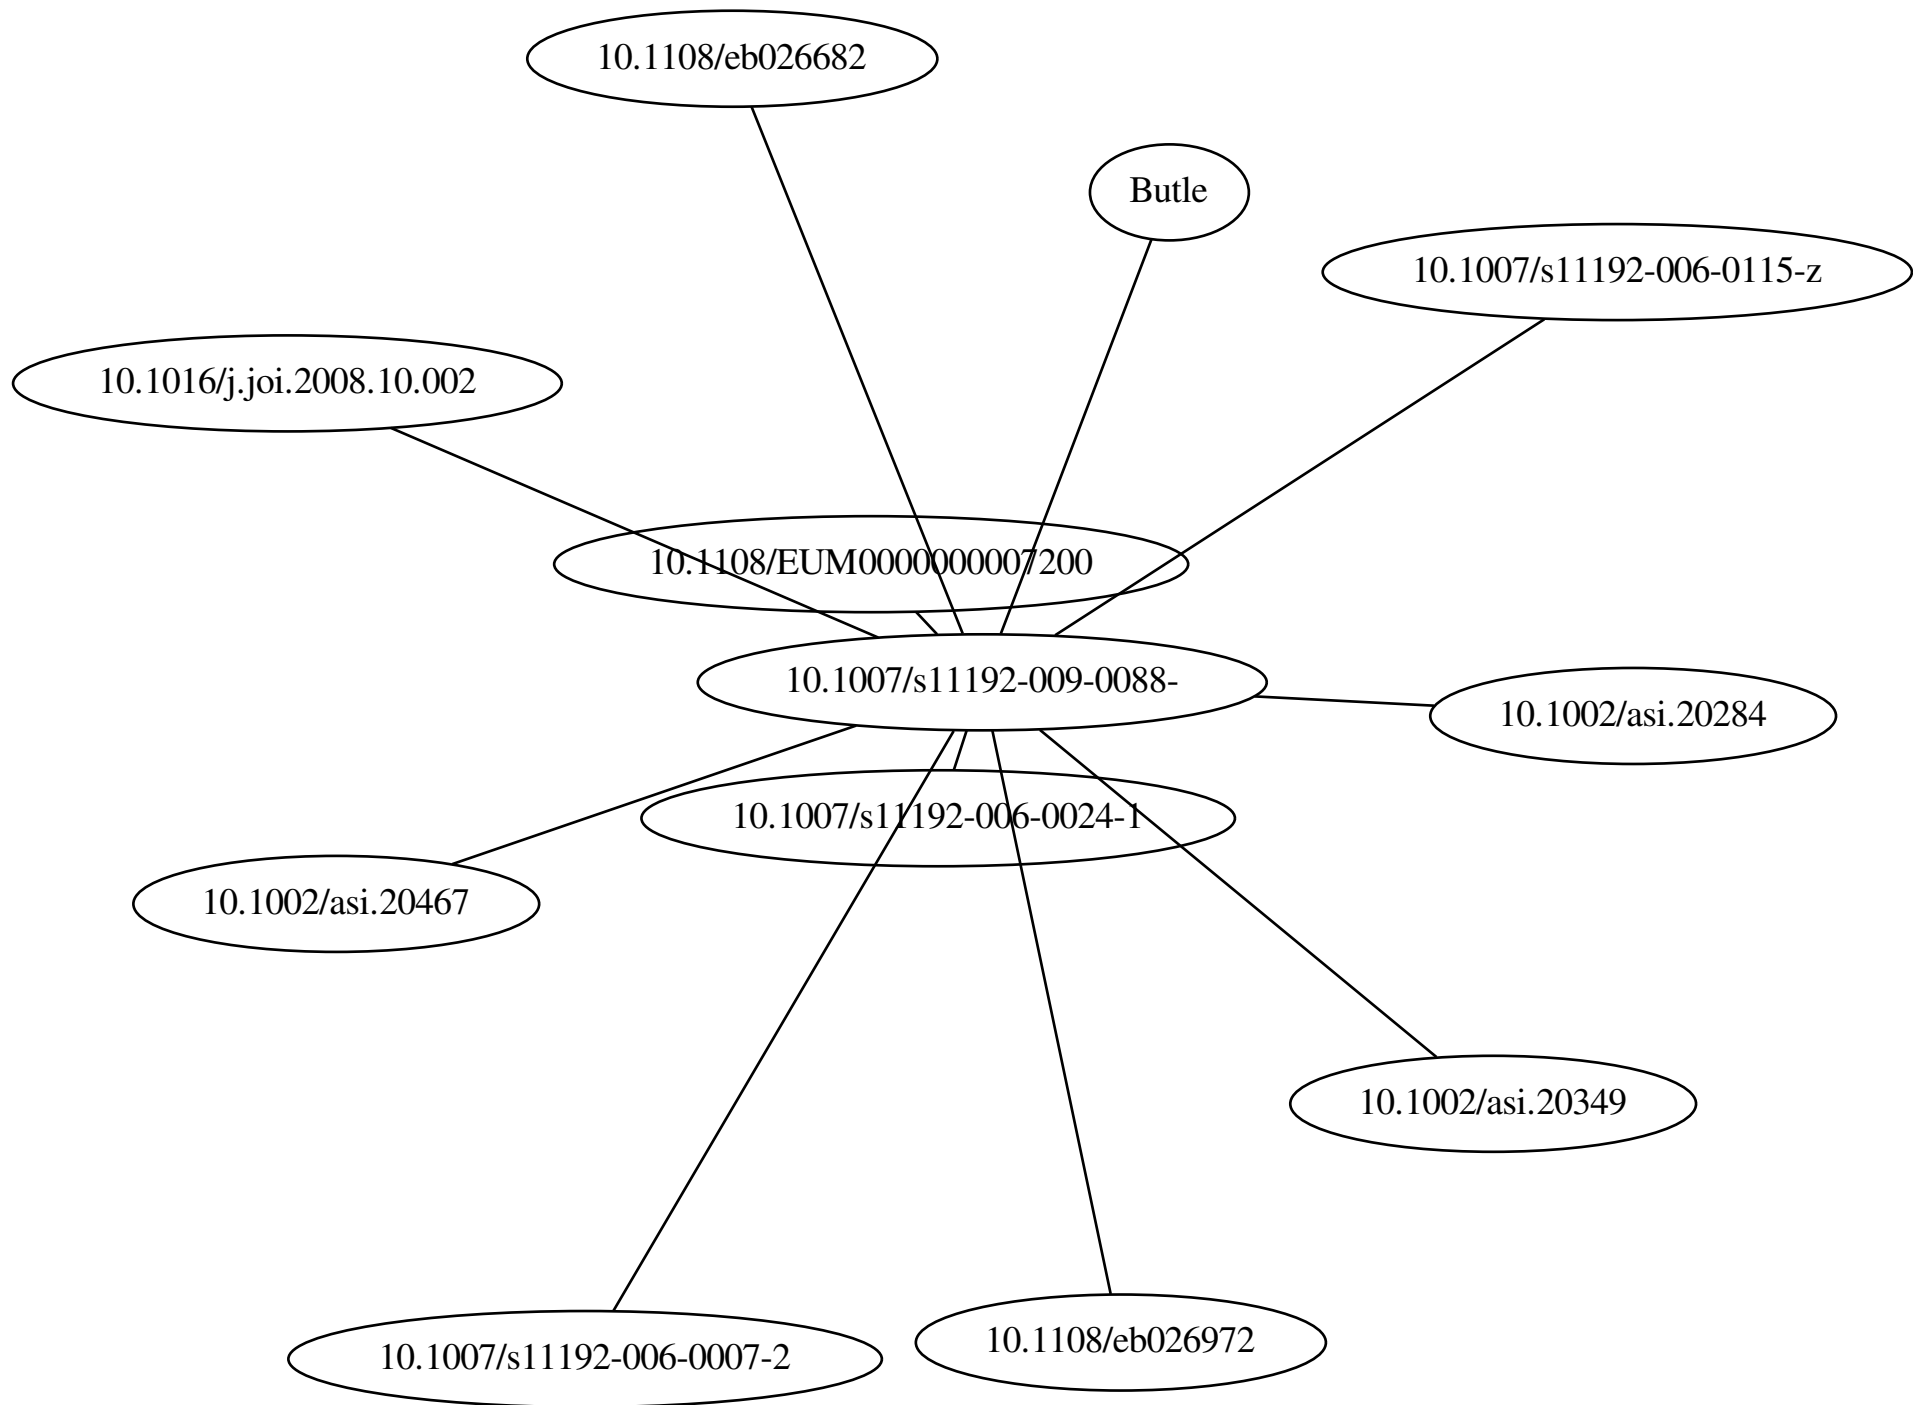 10.1108/eb026682
Butle
10.1007/s11192-006-0115-z
10.1016/j.joi.2008.10.002
10.1108/EUM0000000007200
10.1007/s11192-009-0088-
10.1002/asi.20284
10.1007/s11192-006-0024-1
10.1002/asi.20467
10.1002/asi.20349
10.1108/eb026972
10.1007/s11192-006-0007-2